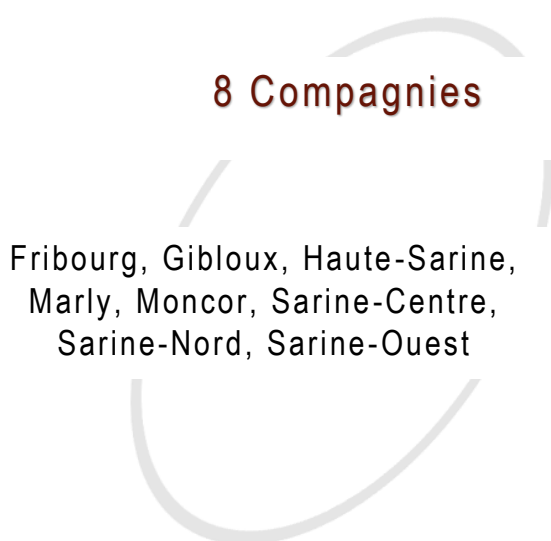 8 Compagnies
Fribourg, Gibloux, Haute-Sarine,
Marly, Moncor, Sarine-Centre,
Sarine-Nord, Sarine-Ouest